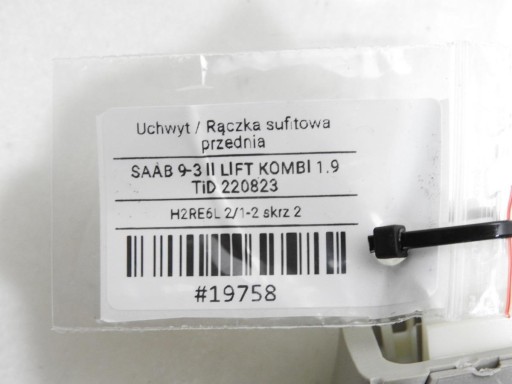 Uchwyt / Rączka sufitowa
przednia
SAAB 9-3 II LIFT KOMBI 1.9
TiD 220823
H2RE6L 2/1-2 skrz 2
#19758